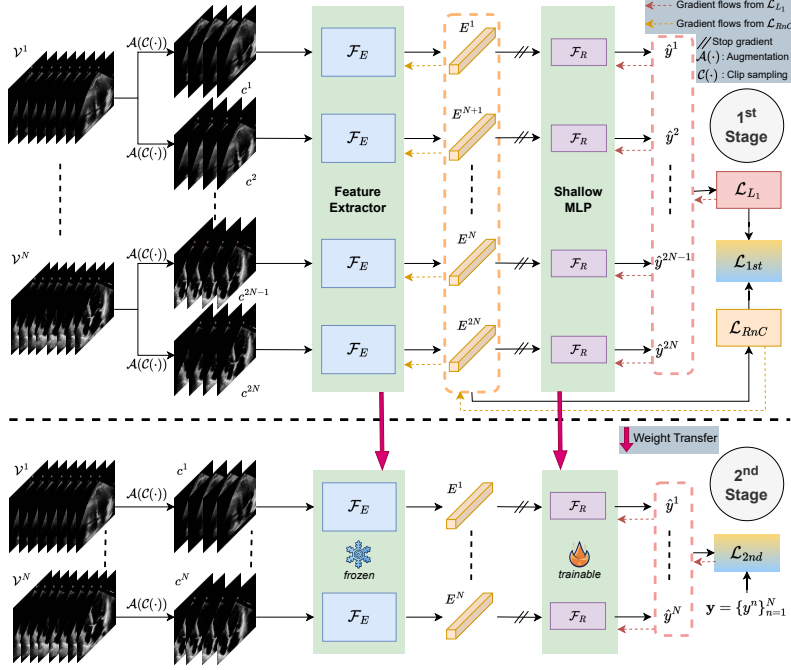 Gradient flows from ℒ_{L_1}
Gradient flows from ℒ_{RnC}
Stop gradient
𝒜(·): Augmentation
𝒞(·): Clip sampling
1st Stage
𝒱^1
𝒜(𝒞(·))
c^1
ℱ_E
E^1
ℱ_R
ŷ^1
𝒜(𝒞(·))
c^2
ℱ_E
E^{N+1}
ℱ_R
ŷ^2
Feature
Extractor
Shallow
MLP
ℒ_{L_1}
𝒱^N
𝒜(𝒞(·))
c^{2N-1}
ℱ_E
E^N
ℱ_R
ŷ^{2N-1}
ℒ_{1st}
𝒜(𝒞(·))
c^{2N}
ℱ_E
E^{2N}
ℱ_R
ŷ^{2N}
ℒ_{RnC}
Weight Transfer
2nd Stage
𝒱^1
𝒜(𝒞(·))
c^1
ℱ_E
E^1
ℱ_R
ŷ^1
frozen
trainable
ℒ_{2nd}
𝒱^N
𝒜(𝒞(·))
c^N
ℱ_E
E^N
ℱ_R
ŷ^N
y = {y^n}_{n=1}^N